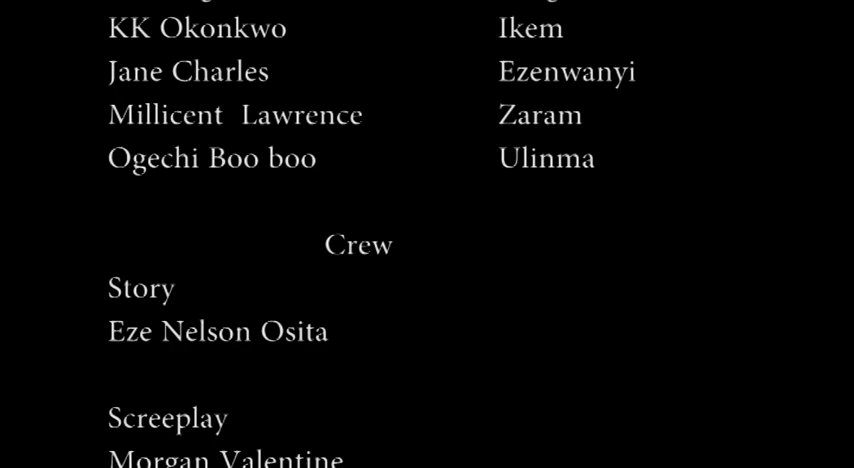 KK Okonkwo Ikem
Jane Charles Ezenwanyi
Millicent Lawrence Zaram
Ogechi Boo boo Ulinma
Crew
Story
Eze Nelson Osita
Screeplay
Morgan Valentine